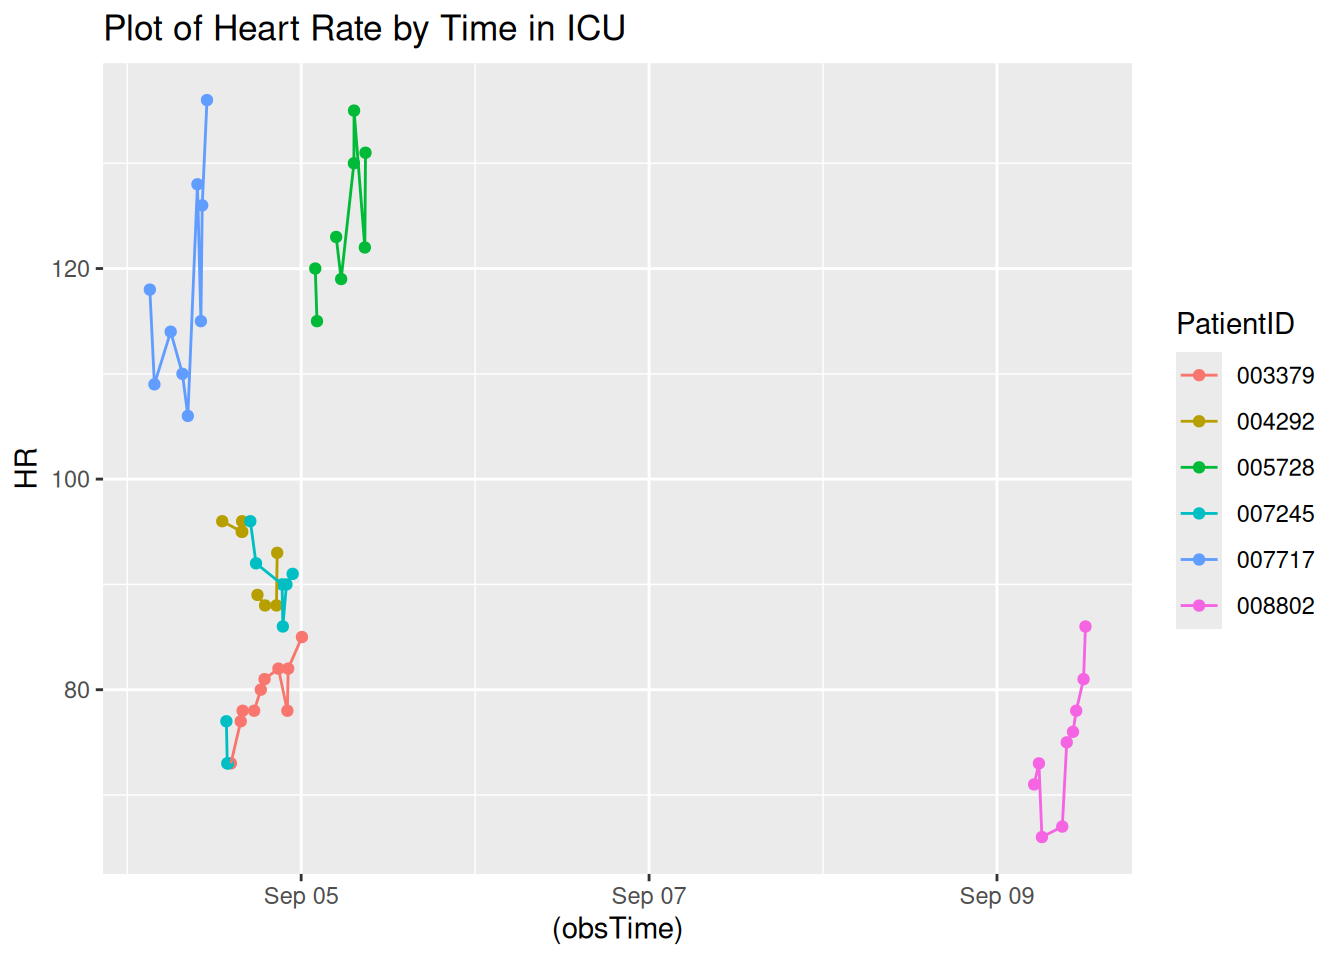 Plot of Heart Rate by Time in ICU
120
100
80
HR
Sep 05
Sep 07
Sep 09
(obsTime)
PatientID
003379
004292
005728
007245
007717
008802